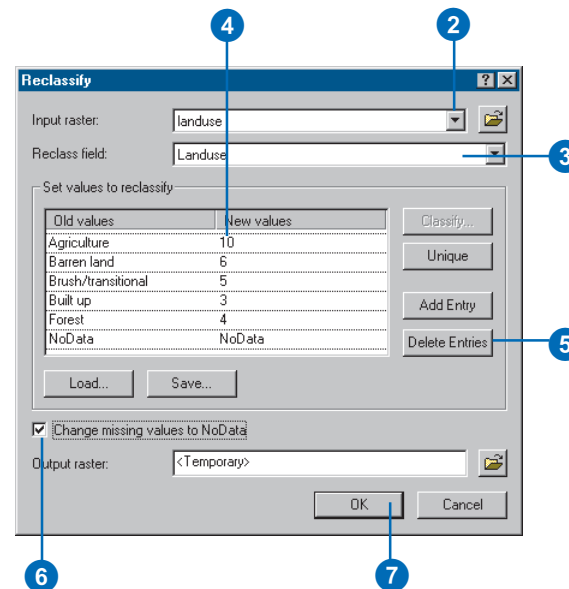 4 2
Reclassify
Input raster: landuse
Reclass field: Landuse 3
Set values to reclassify
Old values New values Classify...
Agriculture 10
Barren land 6 Unique
Brush/transitional 5
Built up 3 Add Entry
Forest 4
NoData NoData Delete Entries 5
Load... Save...
Change missing values to NoData
Output raster: <Temporary>
OK Cancel
6 7